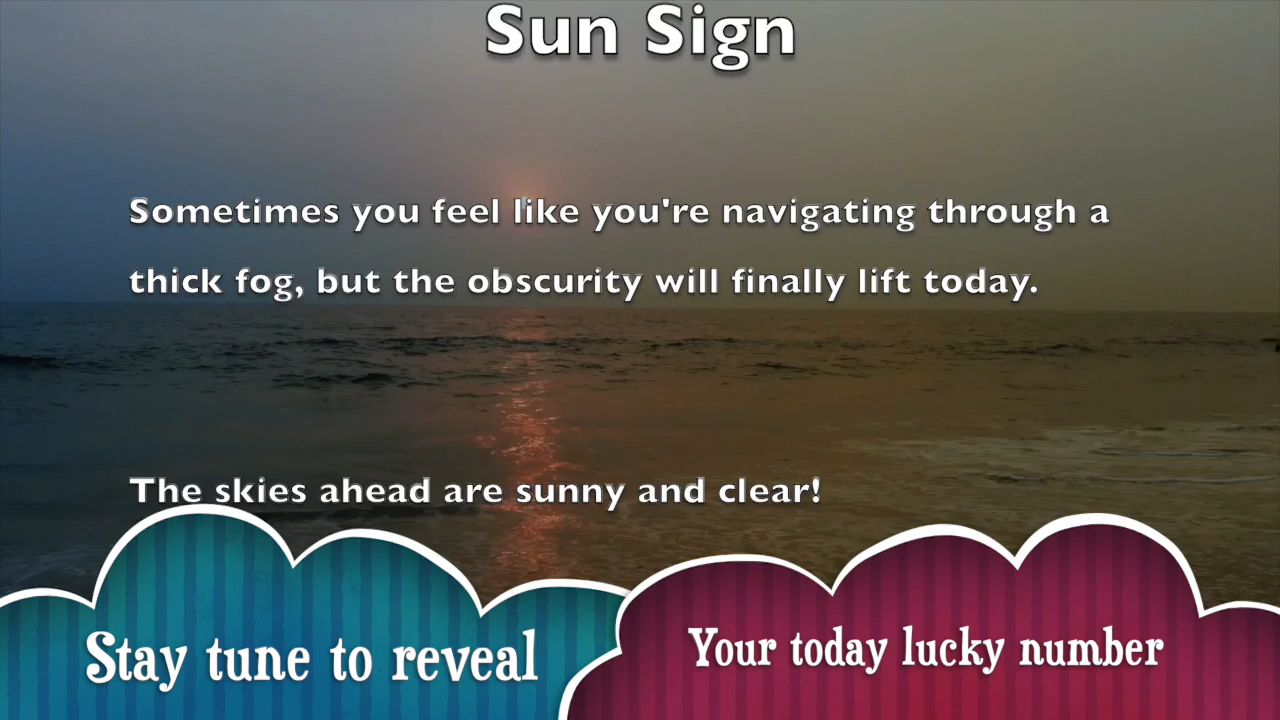 Sun Sign
Sometimes you feel like you're navigating through a
thick fog, but the obscurity will finally lift today.
The skies ahead are sunny and clear!
Stay tune to reveal
Your today lucky number